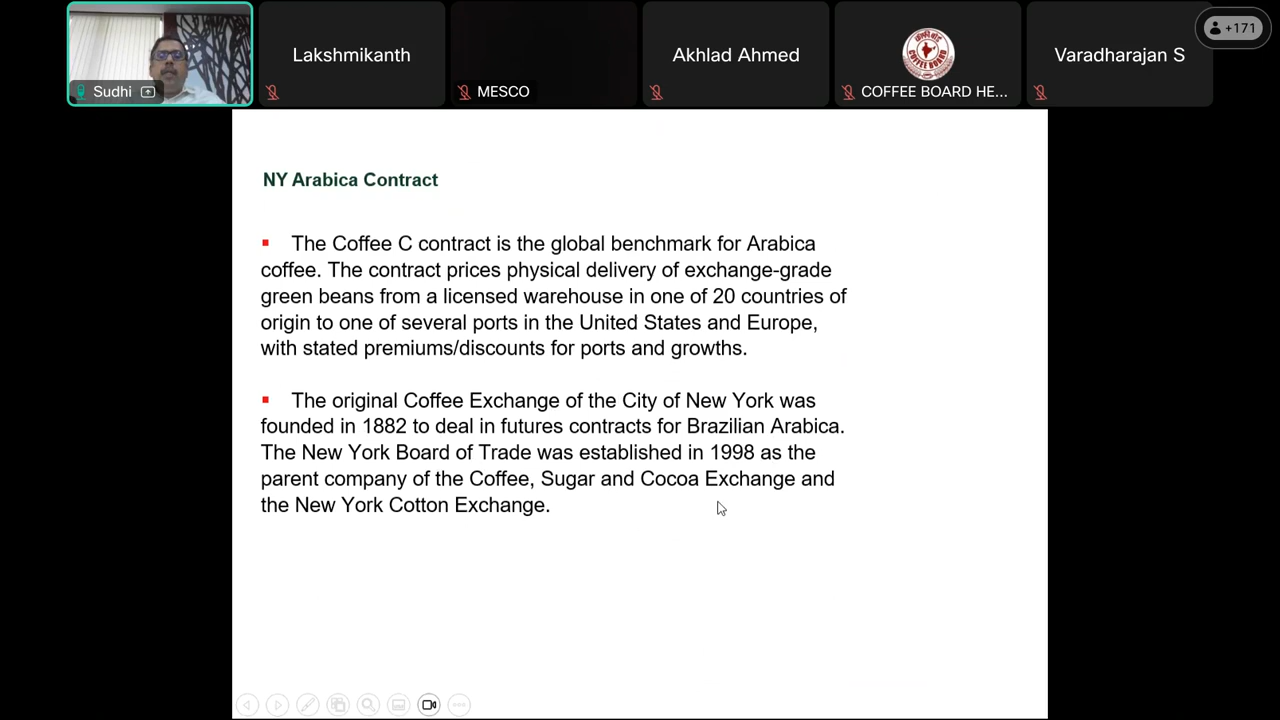 Sudhi
Lakshmikanth
MESCO
Akhlad Ahmed
COFFEE BOARD
COFFEE BOARD HE...
Varadharajan S
+171
NY Arabica Contract
▪ The Coffee C contract is the global benchmark for Arabica
coffee. The contract prices physical delivery of exchange-grade
green beans from a licensed warehouse in one of 20 countries of
origin to one of several ports in the United States and Europe,
with stated premiums/discounts for ports and growths.
▪ The original Coffee Exchange of the City of New York was
founded in 1882 to deal in futures contracts for Brazilian Arabica.
The New York Board of Trade was established in 1998 as the
parent company of the Coffee, Sugar and Cocoa Exchange and
the New York Cotton Exchange.